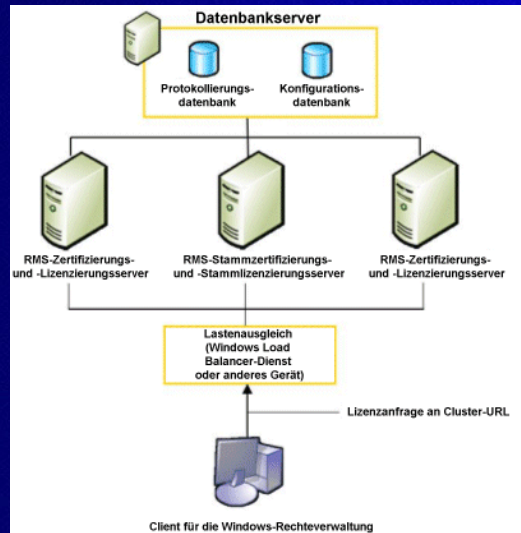 Datenbankserver
Protokollierungs-
datenbank
Konfigurations-
datenbank
RMS-Zertifizierungs-
und -Lizenzierungsserver
RMS-Stammzertifizierungs-
und -Stammlizenzierungsserver
RMS-Zertifizierungs-
und -Lizenzierungsserver
Lastenausgleich
(Windows Load
Balancer-Dienst
oder anderes Gerät)
Lizenzanfrage an Cluster-URL
Client für die Windows-Rechteverwaltung